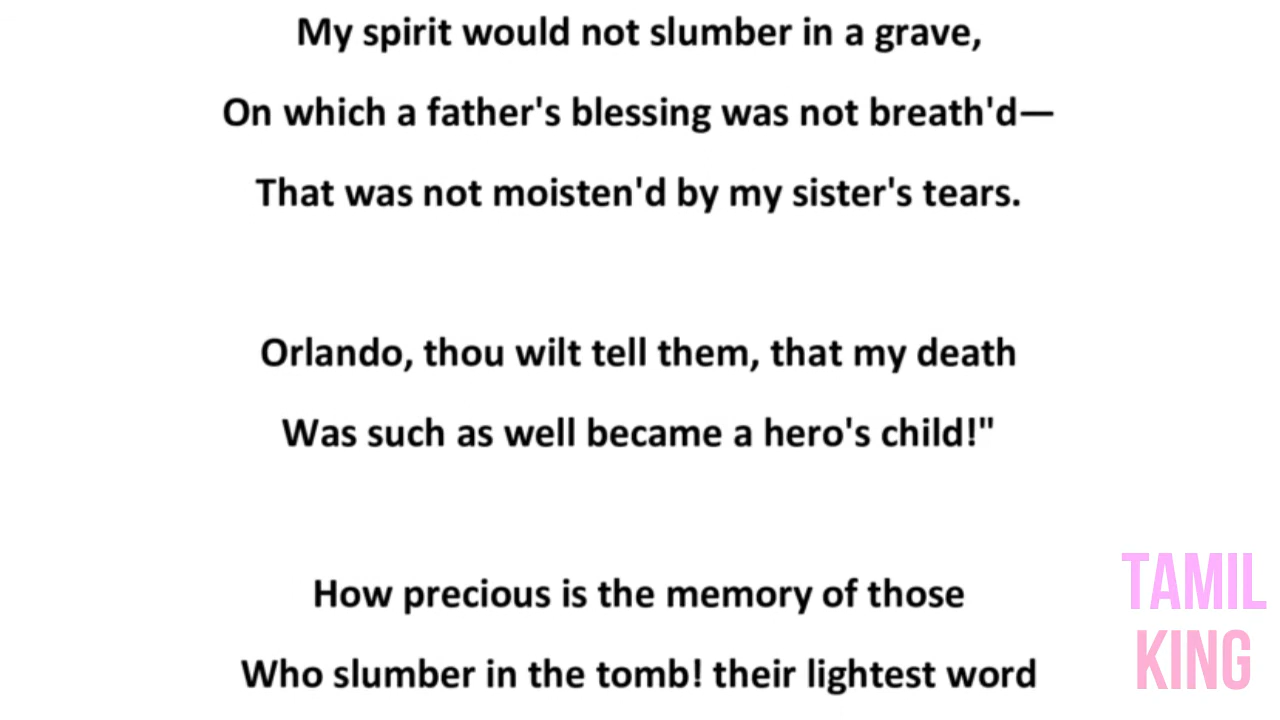 My spirit would not slumber in a grave,
On which a father's blessing was not breath'd—
That was not moisten'd by my sister's tears.
Orlando, thou wilt tell them, that my death
Was such as well became a hero's child!"
How precious is the memory of those
Who slumber in the tomb! their lightest word
TAMIL
KING